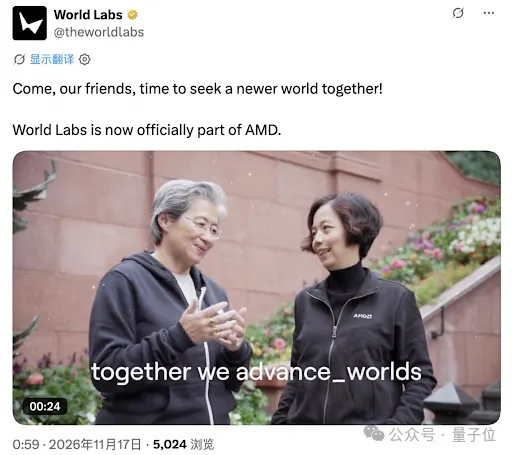 World Labs
@theworldlabs
显示翻译
Come, our friends, time to seek a newer world together!
World Labs is now officially part of AMD.
AMD
together we advance_worlds
00:24
0:59 · 2026年11月17日 · 5,024 浏览
公众号 · 量子位